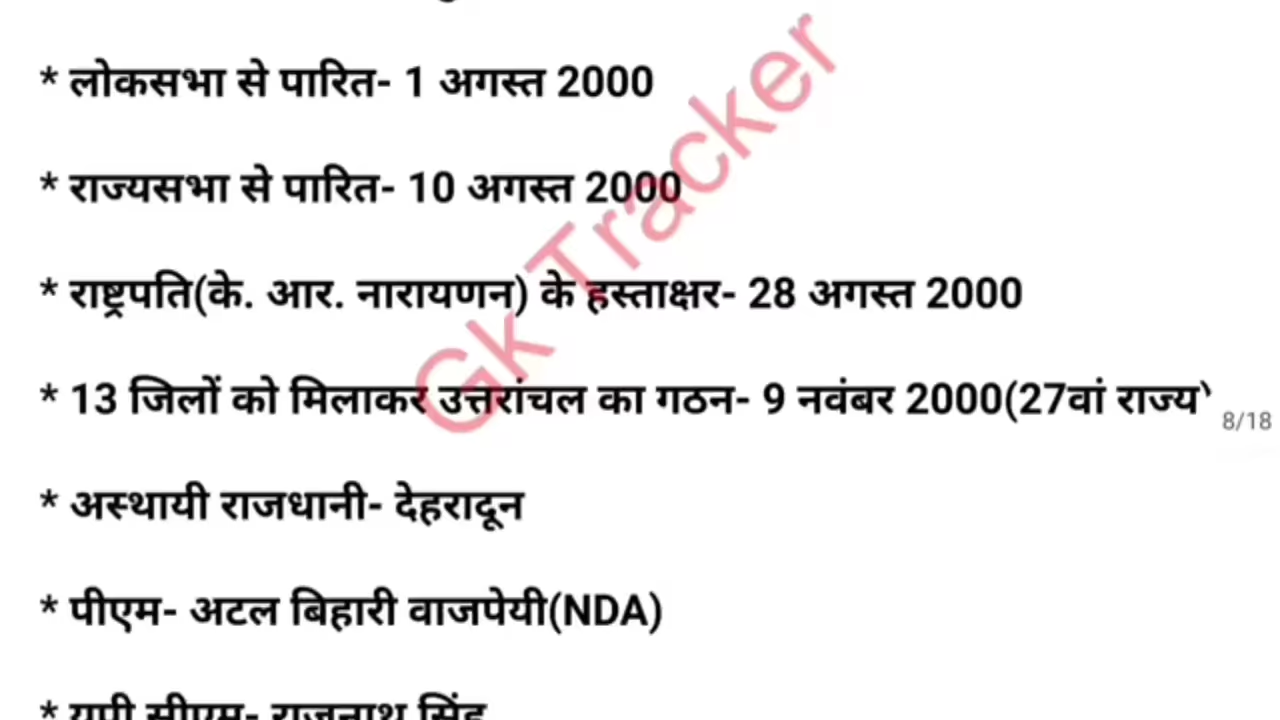 * लोकसभा से पारित- 1 अगस्त 2000
* राज्यसभा से पारित- 10 अगस्त 2000
* राष्ट्रपति(के. आर. नारायणन) के हस्ताक्षर- 28 अगस्त 2000
* 13 जिलों को मिलाकर उत्तरांचल का गठन- 9 नवंबर 2000(27वां राज्य)
8/18
* अस्थायी राजधानी- देहरादून
* पीएम- अटल बिहारी वाजपेयी(NDA)
* यूपी सीएम- राजनाथ सिंह
Gk Tracker